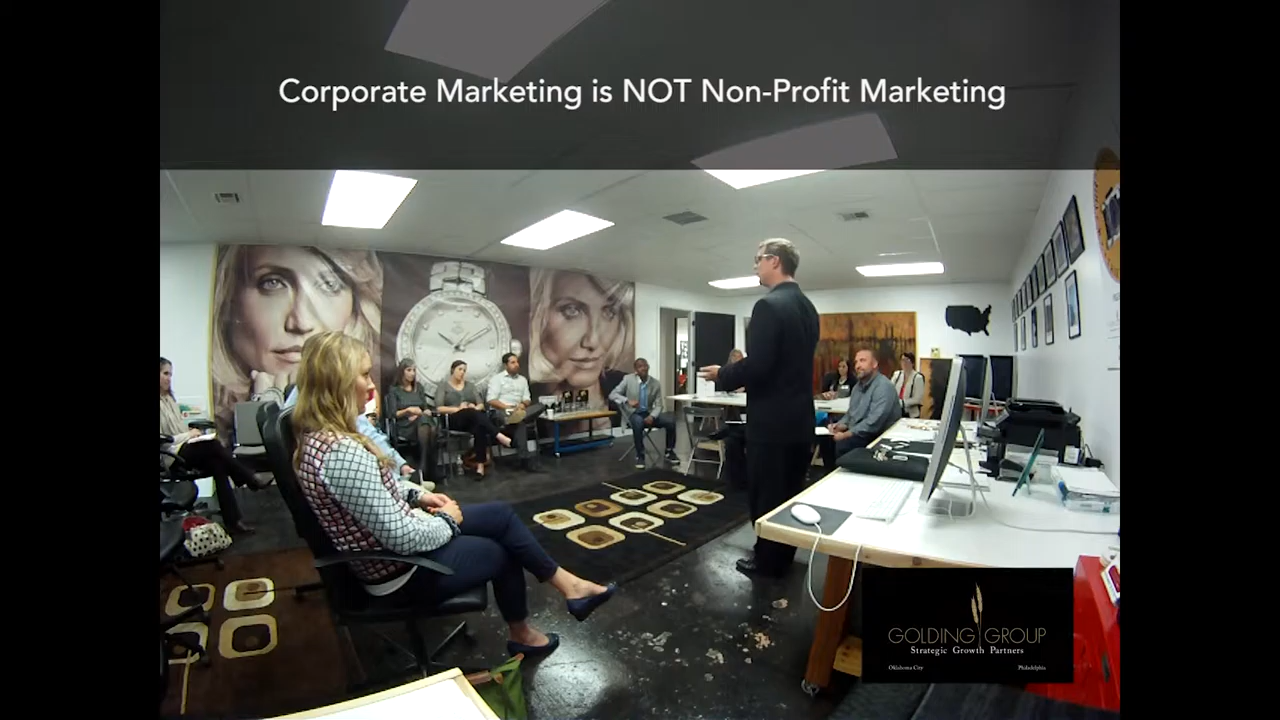 Corporate Marketing is NOT Non-Profit Marketing
GOLDING GROUP
Strategic Growth Partners
Oklahoma City Philadelphia